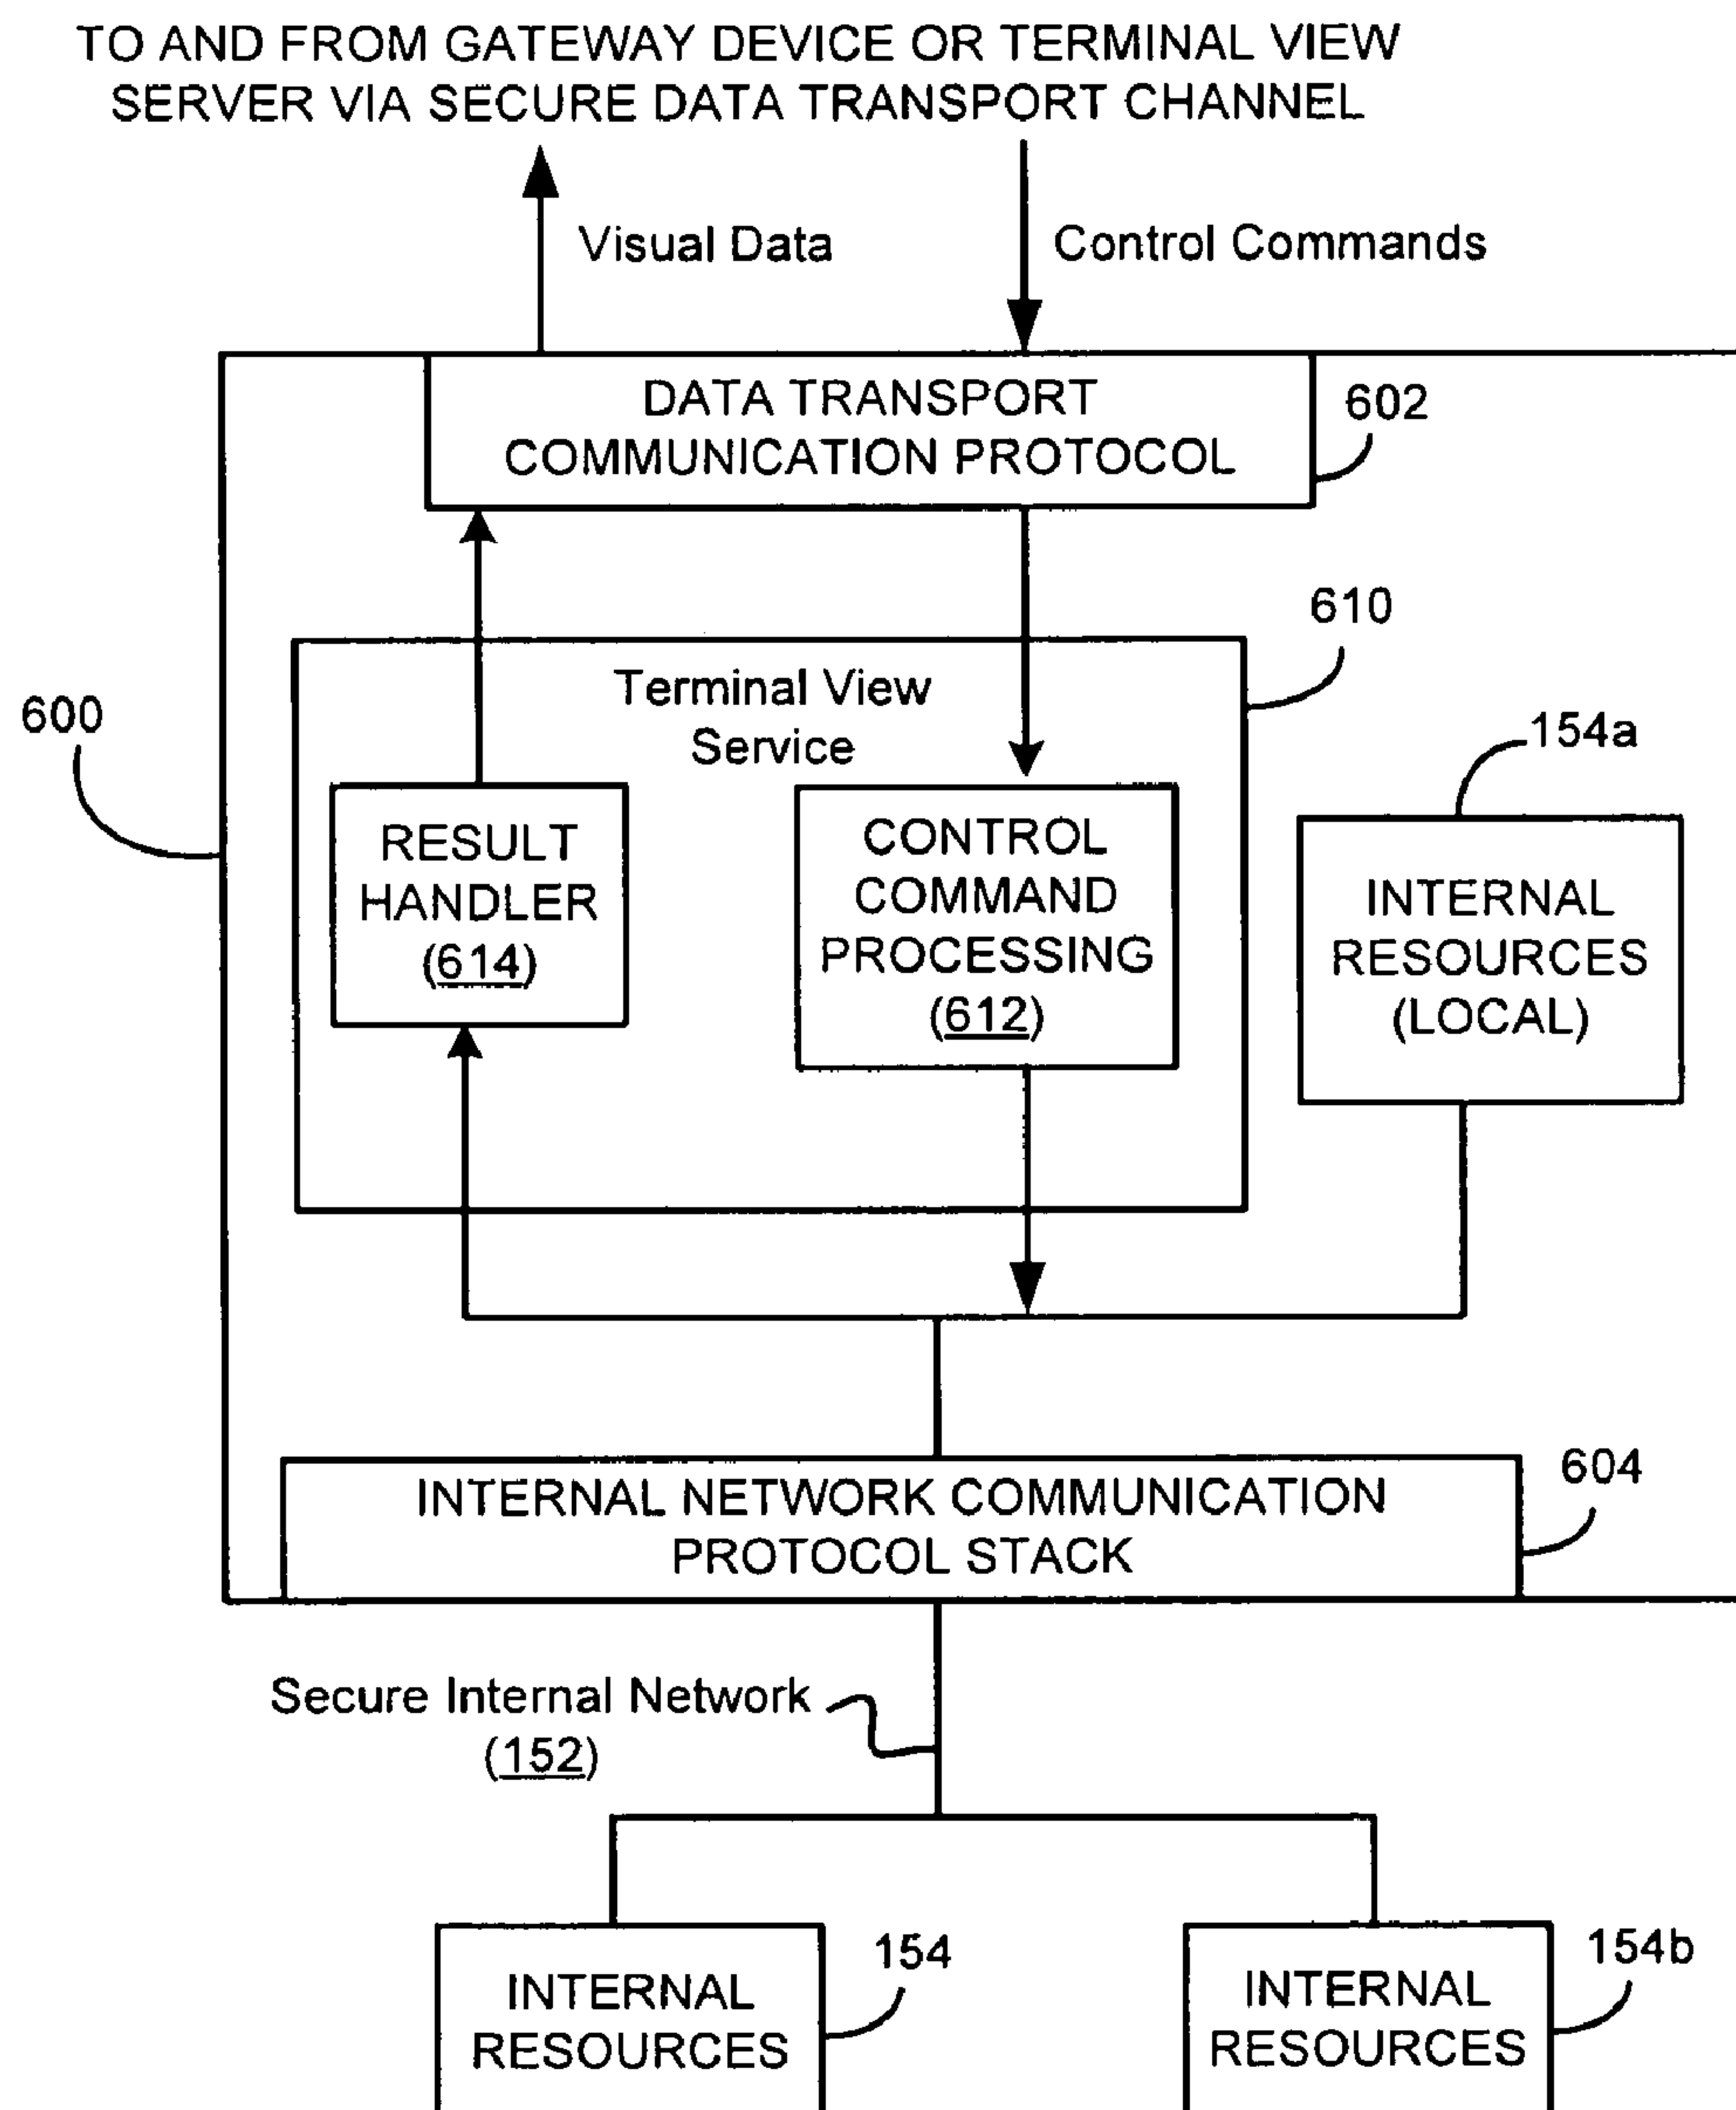 TO AND FROM GATEWAY DEVICE OR TERMINAL VIEW
SERVER VIA SECURE DATA TRANSPORT CHANNEL
Visual Data
Control Commands
DATA TRANSPORT
COMMUNICATION PROTOCOL
602
610
Terminal View
Service
600
154a
RESULT
HANDLER
(614)
CONTROL
COMMAND
PROCESSING
(612)
INTERNAL
RESOURCES
(LOCAL)
604
INTERNAL NETWORK COMMUNICATION
PROTOCOL STACK
Secure Internal Network
(152)
154
INTERNAL
RESOURCES
154b
INTERNAL
RESOURCES